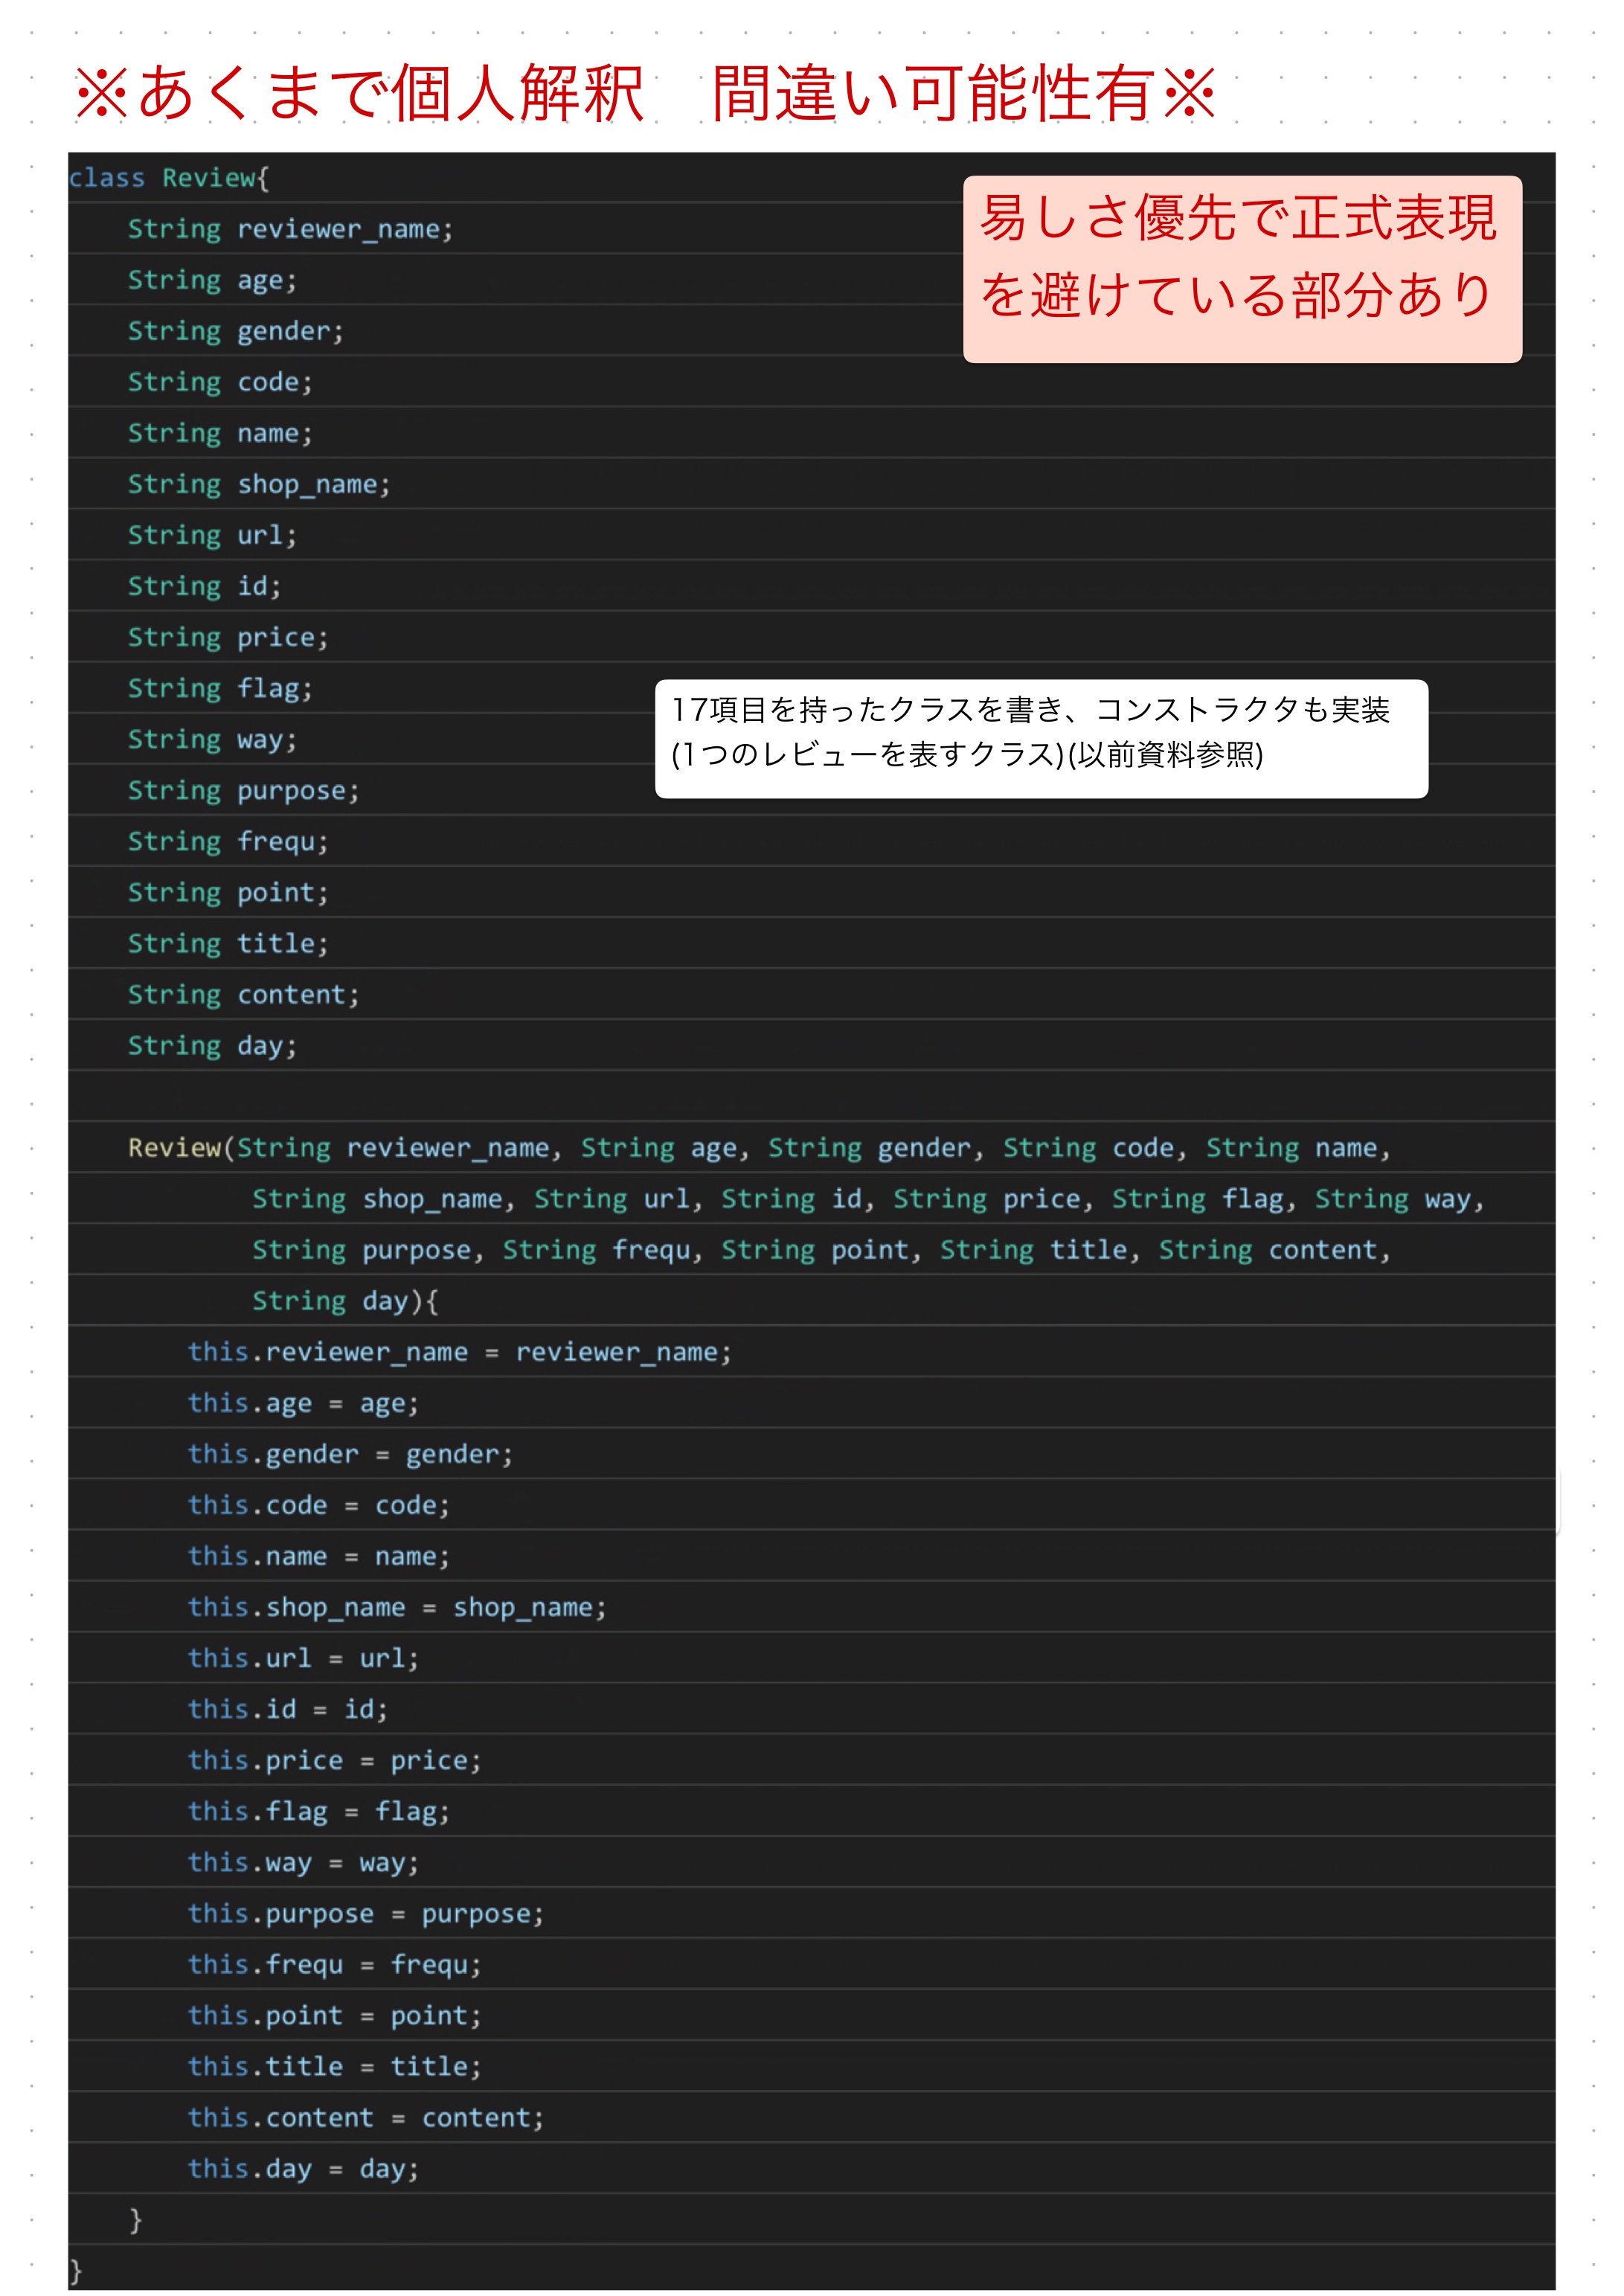 ※あくまで個人解釈　間違い可能性有※
class Review{
易しさ優先で正式表現
を避けている部分あり
String reviewer_name;
String age;
String gender;
String code;
String name;
String shop_name;
String url;
String id;
String price;
String flag;
17項目を持ったクラスを書き、コンストラクタも実装
(1つのレビューを表すクラス)(以前資料参照)
String way;
String purpose;
String frequ;
String point;
String title;
String content;
String day;
Review(String reviewer_name, String age, String gender, String code, String name,
String shop_name, String url, String id, String price, String flag, String way,
String purpose, String frequ, String point, String title, String content,
String day){
this.reviewer_name = reviewer_name;
this.age = age;
this.gender = gender;
this.code = code;
this.name = name;
this.shop_name = shop_name;
this.url = url;
this.id = id;
this.price = price;
this.flag = flag;
this.way = way;
this.purpose = purpose;
this.frequ = frequ;
this.point = point;
this.title = title;
this.content = content;
this.day = day;
}
}